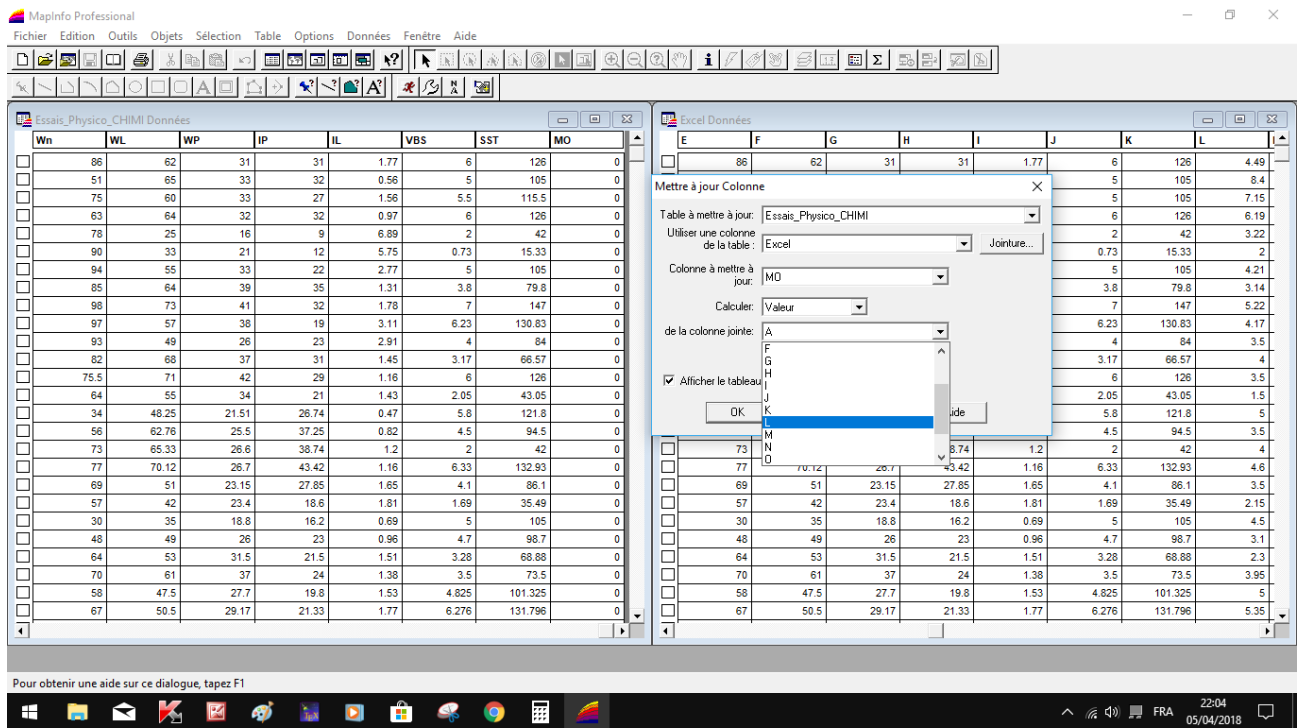 MapInfo Professional
Fichier Edition Outils Objets Sélection Table Options Données Fenêtre Aide
Essais_Physico_CHIMI Données
Wn WL WP IP IL VBS SST MO
86 62 31 31 1.77 6 126 0
51 65 33 32 0.56 5 105 0
75 60 33 27 1.56 5.5 115.5 0
63 64 32 32 0.97 6 126 0
78 25 16 9 6.89 2 42 0
90 33 21 12 5.75 0.73 15.33 0
94 55 33 22 2.77 5 105 0
85 64 39 35 1.31 3.8 79.8 0
98 73 41 32 1.78 7 147 0
97 57 38 19 3.11 6.23 130.83 0
93 49 26 23 2.91 4 84 0
82 68 37 31 1.45 3.17 66.57 0
75.5 71 42 29 1.16 6 126 0
64 55 34 21 1.43 2.05 43.05 0
34 48.25 21.51 26.74 0.47 5.8 121.8 0
56 62.76 25.5 37.25 0.82 4.5 94.5 0
73 65.33 26.6 38.74 1.2 2 42 0
77 70.12 26.7 43.42 1.16 6.33 132.93 0
69 51 23.15 27.85 1.65 4.1 86.1 0
57 42 23.4 18.6 1.81 1.69 35.49 0
30 35 18.8 16.2 0.69 5 105 0
48 49 26 23 0.96 4.7 98.7 0
64 53 31.5 21.5 1.51 3.28 68.88 0
70 61 37 24 1.38 3.5 73.5 0
58 47.5 27.7 19.8 1.53 4.825 101.325 0
67 50.5 29.17 21.33 1.77 6.276 131.796 0
Excel Données
E F G H I J K L
86 62 31 31 1.77 6 126 4.49
5 105 8.4
5 105 7.15
6 126 6.19
2 42 3.22
0.73 15.33 2
5 105 4.21
3.8 79.8 3.14
7 147 5.22
6.23 130.83 4.17
4 84 3.5
3.17 66.57 4
6 126 3.5
2.05 43.05 1.5
5.8 121.8 5
4.5 94.5 3.5
73 8.74 1.2 2 42 4
77 70.12 26.7 43.42 1.16 6.33 132.93 4.6
69 51 23.15 27.85 1.65 4.1 86.1 3.5
57 42 23.4 18.6 1.81 1.69 35.49 2.15
30 35 18.8 16.2 0.69 5 105 4.5
48 49 26 23 0.96 4.7 98.7 3.1
64 53 31.5 21.5 1.51 3.28 68.88 2.3
70 61 37 24 1.38 3.5 73.5 3.95
58 47.5 27.7 19.8 1.53 4.825 101.325 5
67 50.5 29.17 21.33 1.77 6.276 131.796 5.35
Mettre à jour Colonne
Table à mettre à jour: Essais_Physico_CHIMI
Utiliser une colonne
de la table : Excel Jointure...
Colonne à mettre à
jour: MO
Calculer: Valeur
de la colonne jointe: A
F
G
H
I
J
K
L
M
N
O
Afficher le tableau
OK ide
Pour obtenir une aide sur ce dialogue, tapez F1
FRA
22:04
05/04/2018